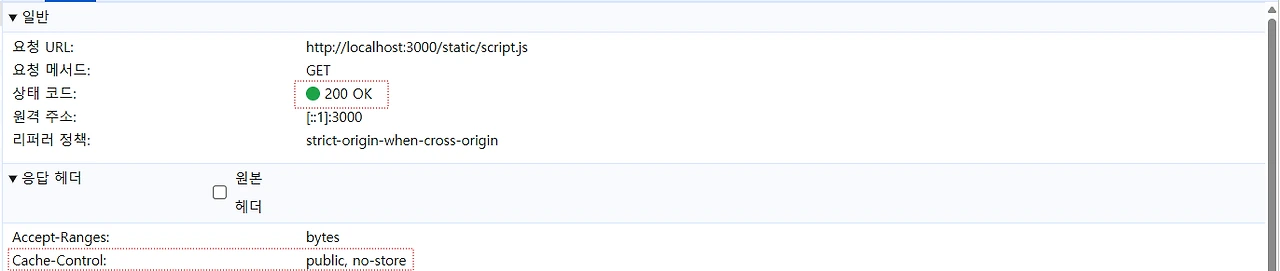 ▼ 일반
요청 URL: http://localhost:3000/static/script.js
요청 메서드: GET
상태 코드: 200 OK
원격 주소: [::1]:3000
리퍼러 정책: strict-origin-when-cross-origin
▼ 응답 헤더 원본
헤더
Accept-Ranges: bytes
Cache-Control: public, no-store